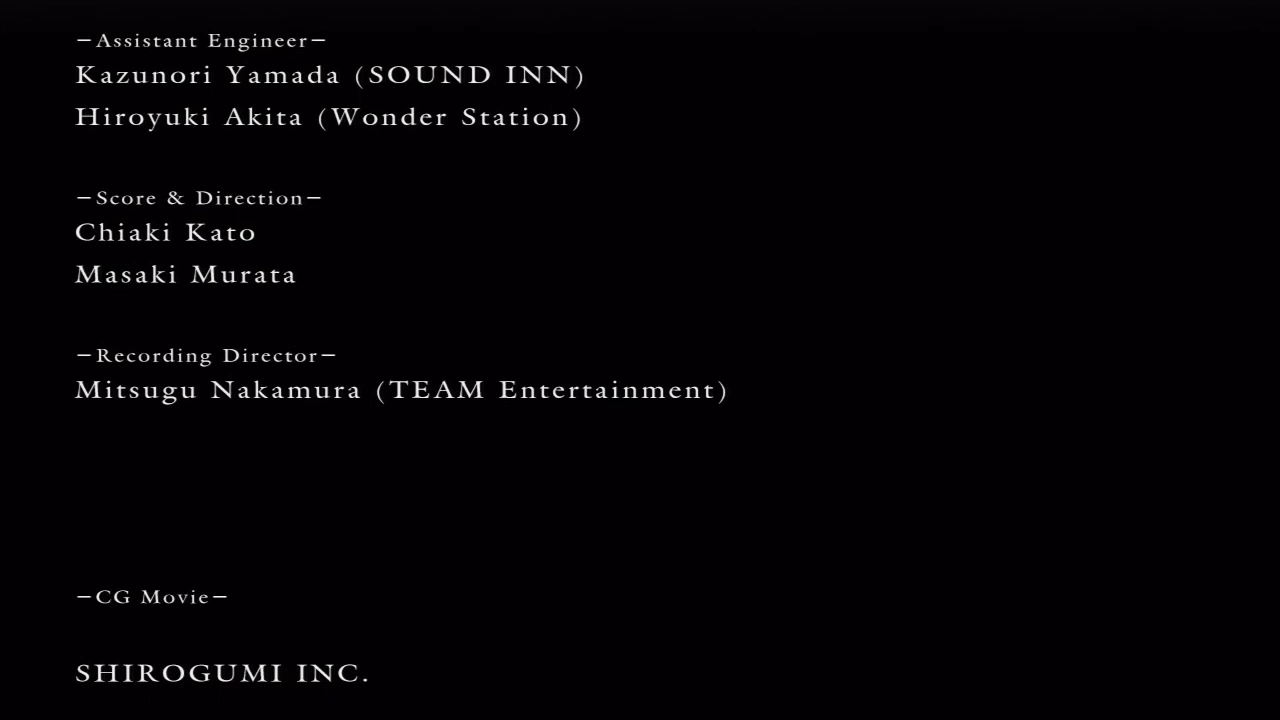 －Assistant Engineer－
Kazunori Yamada (SOUND INN)
Hiroyuki Akita (Wonder Station)
－Score & Direction－
Chiaki Kato
Masaki Murata
－Recording Director－
Mitsugu Nakamura (TEAM Entertainment)
－CG Movie－
SHIROGUMI INC.